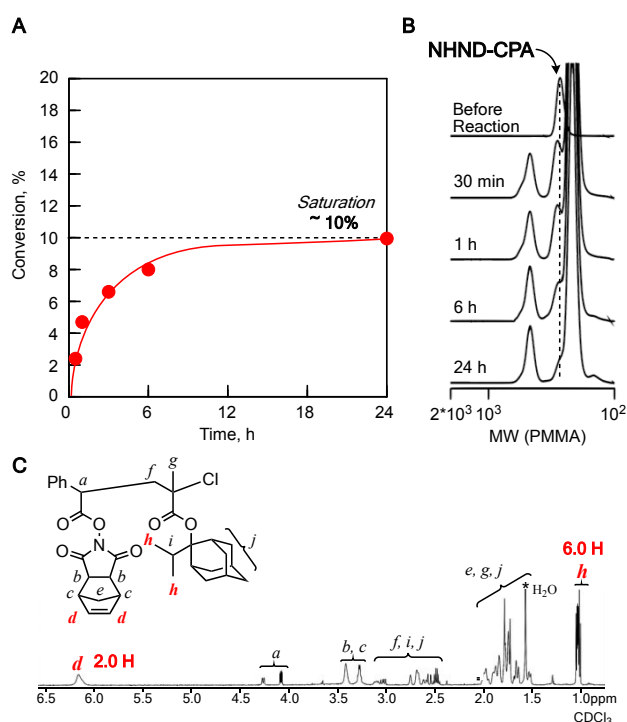 A
20
18
16
14
12
10
8
6
4
2
0
Conversion, %
Saturation
~ 10%
0
6
12
18
24
Time, h
B
NHND-CPA
Before
Reaction
30 min
1 h
6 h
24 h
2*10³ 10³ 10²
MW (PMMA)
C
Ph
a
f
g
Cl
O
O
O
O
O
N
O
h
i
j
h
b
b
c
e
c
d
d
d 2.0 H
a
b, c
f, i, j
e, g, j
* H₂O
6.0 H
h
6.5 6.0 5.5 5.0 4.5 4.0 3.5 3.0 2.5 2.0 1.5 1.0ppm
CDCl₃